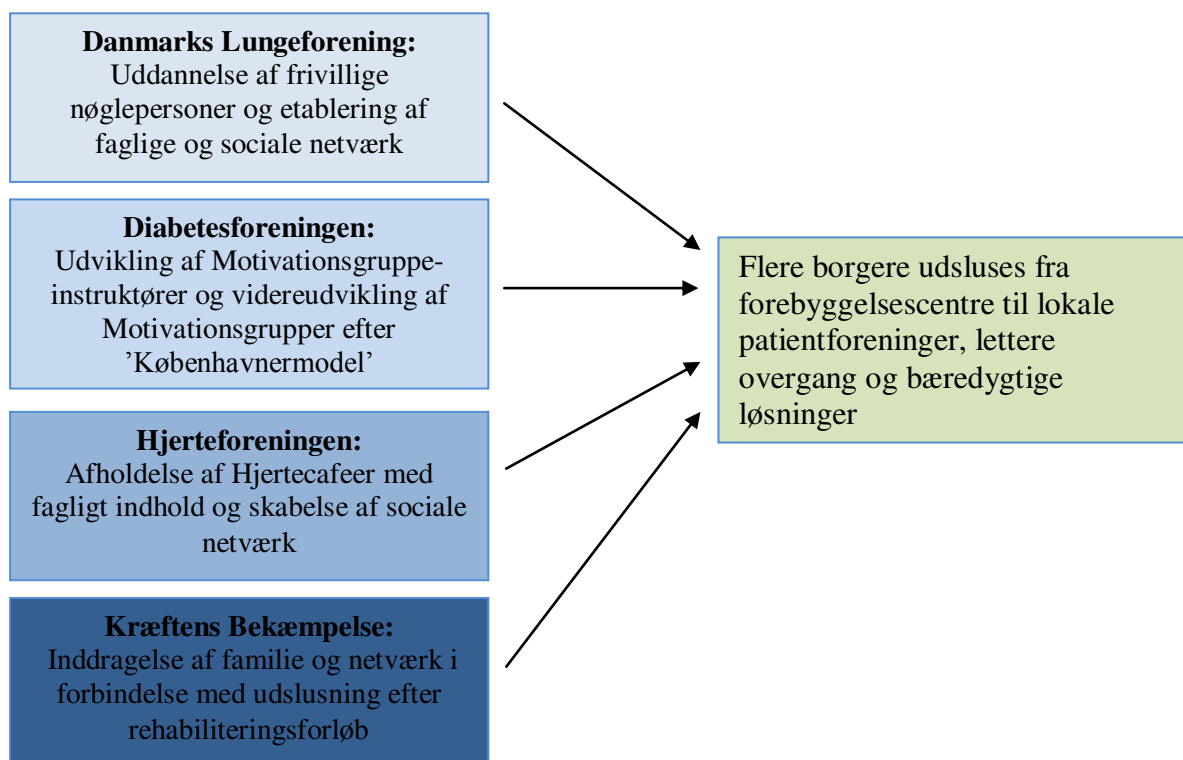 Danmarks Lungeforening:
Uddannelse af frivillige
nøglepersoner og etablering af
faglige og sociale netværk
Diabetesforeningen:
Udvikling af Motivationsgruppe-
instruktører og videreudvikling af
Motivationsgrupper efter
’Københavnermodel’
Hjerteforeningen:
Afholdelse af Hjertecafeer med
fagligt indhold og skabelse af sociale
netværk
Kræftens Bekæmpelse:
Inddragelse af familie og netværk i
forbindelse med udslusning efter
rehabiliteringsforløb
Flere borgere udsluses fra
forebyggelsescentre til lokale
patientforeninger, lettere
overgang og bæredygtige
løsninger